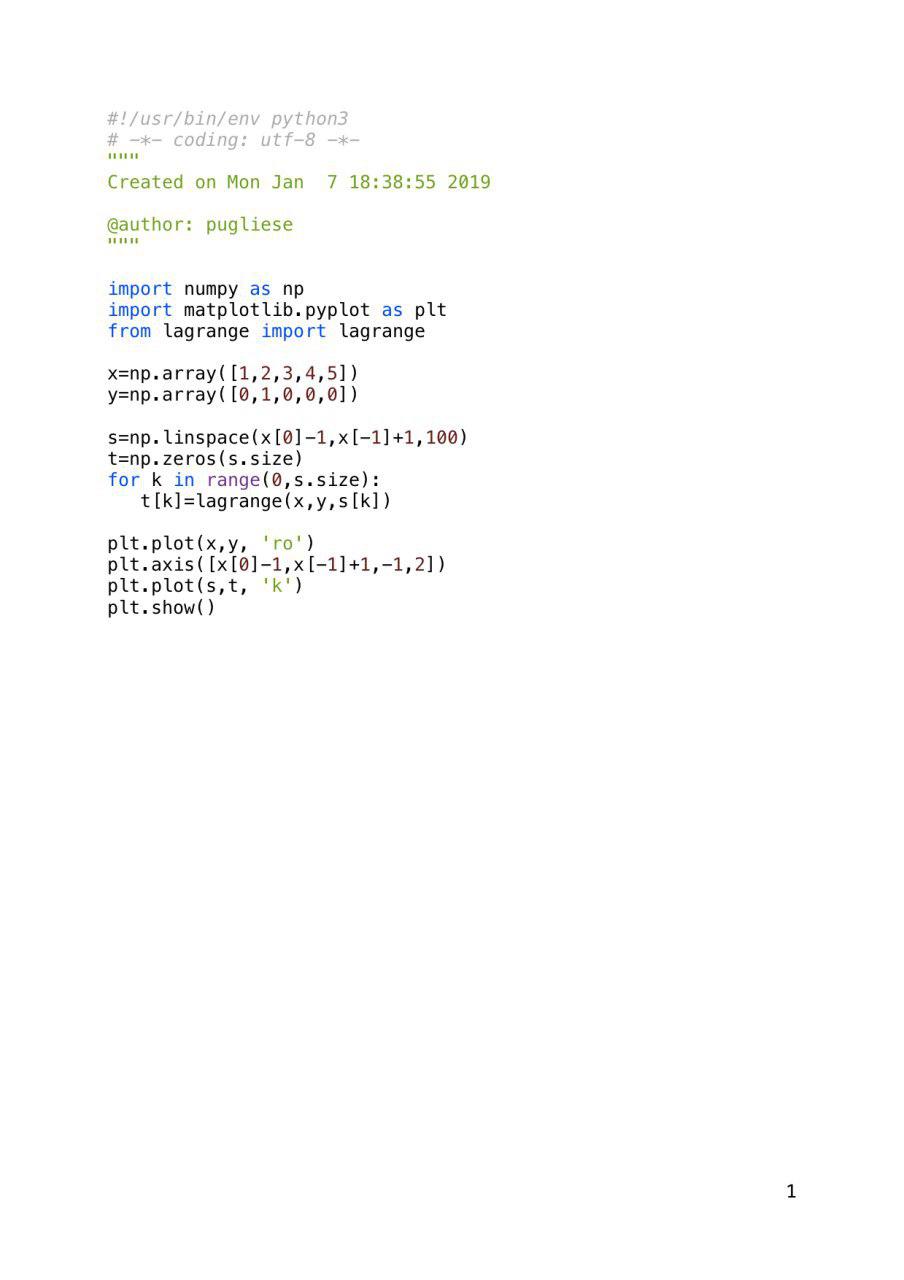 #!/usr/bin/env python3
# -*- coding: utf-8 -*-
"""
Created on Mon Jan  7 18:38:55 2019

@author: pugliese
"""

import numpy as np
import matplotlib.pyplot as plt
from lagrange import lagrange

x=np.array([1,2,3,4,5])
y=np.array([0,1,0,0,0])

s=np.linspace(x[0]-1,x[-1]+1,100)
t=np.zeros(s.size)
for k in range(0,s.size):
   t[k]=lagrange(x,y,s[k])

plt.plot(x,y, 'ro')
plt.axis([x[0]-1,x[-1]+1,-1,2])
plt.plot(s,t, 'k')
plt.show()
1